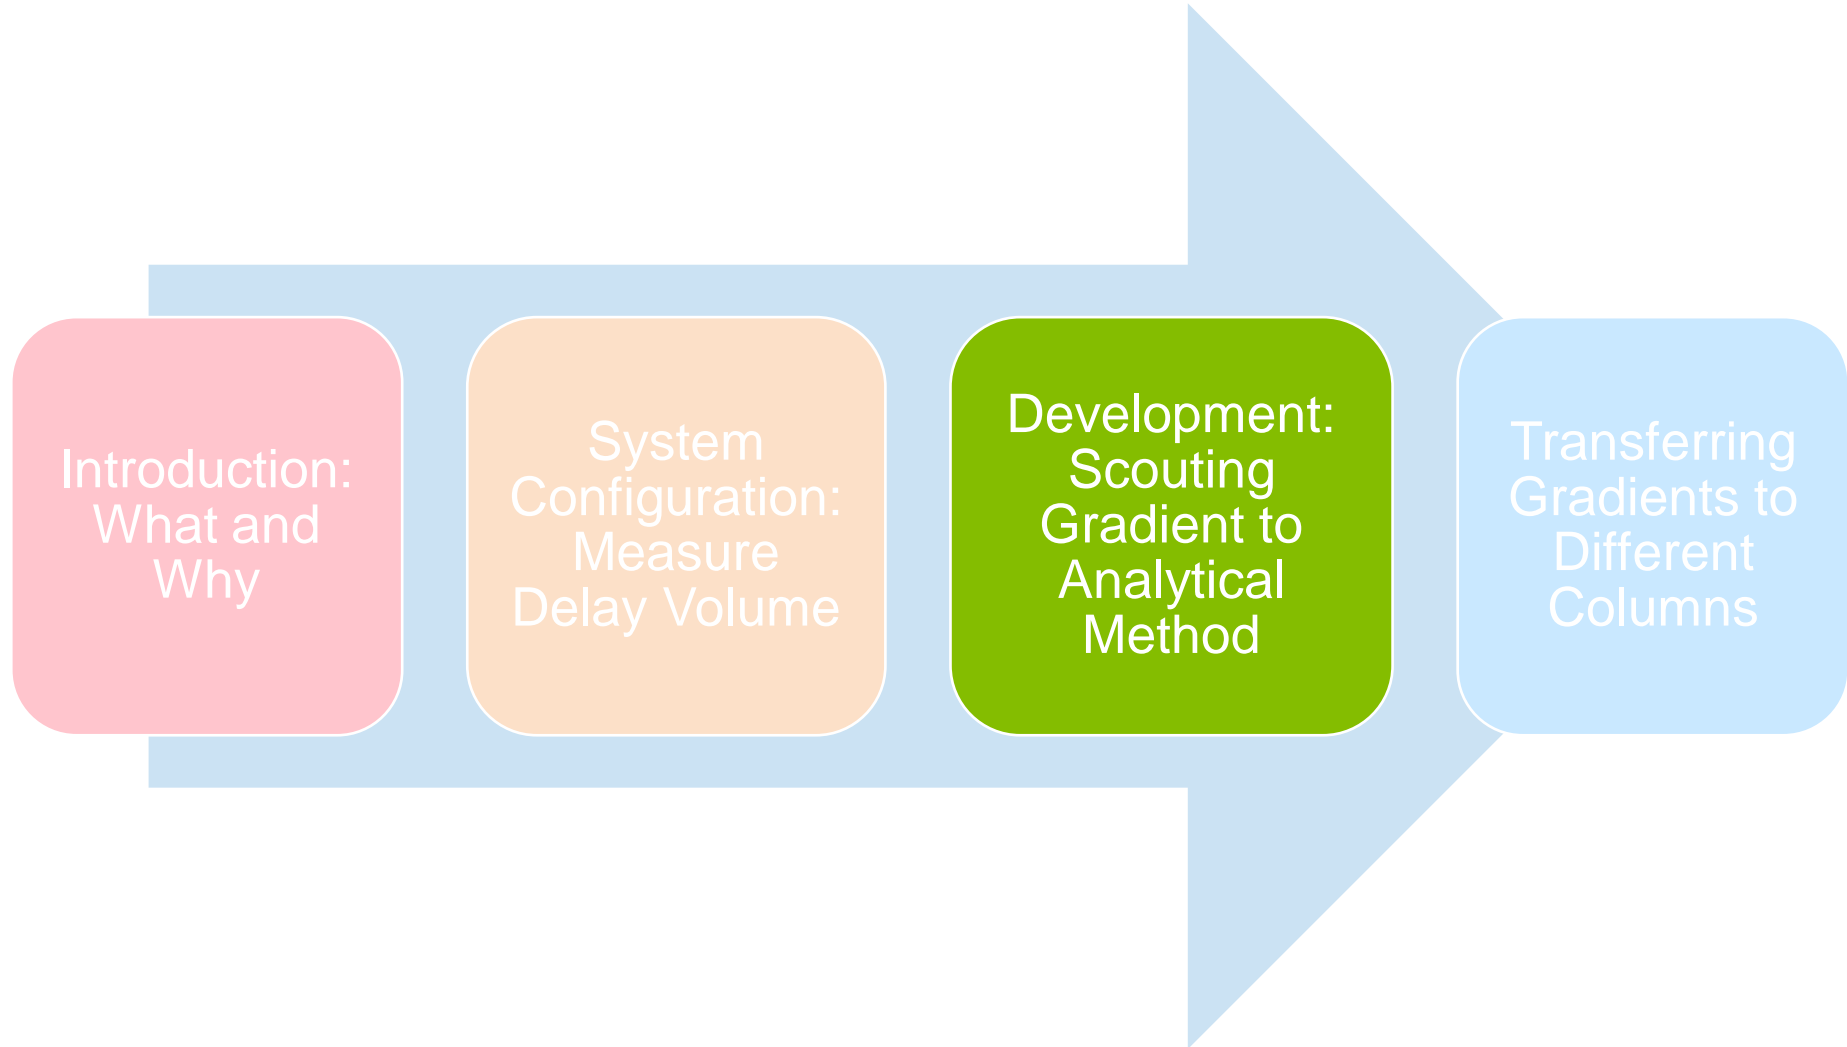 Introduction:
What and
Why
System
Configuration:
Measure
Delay Volume
Development:
Scouting
Gradient to
Analytical
Method
Transferring
Gradients to
Different
Columns